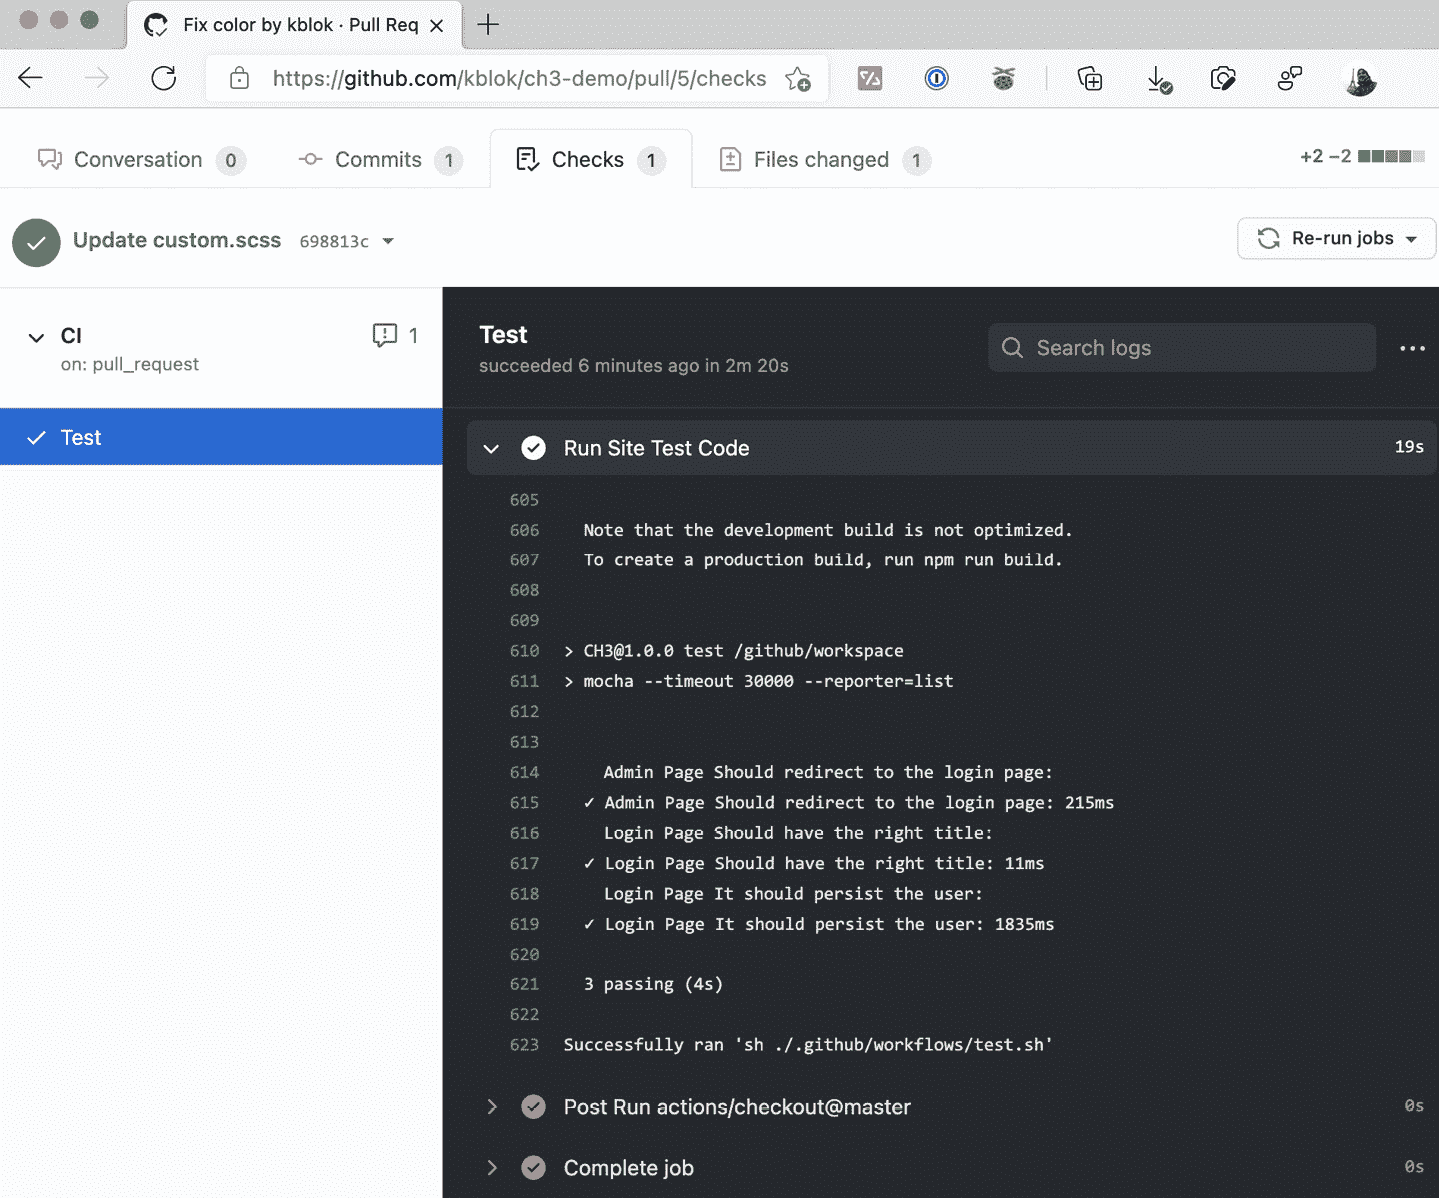 Fix color by kblok · Pull Req
https://github.com/kblok/ch3-demo/pull/5/checks
Conversation 0 Commits 1 Checks 1 Files changed 1 +2 −2
Update custom.scss 698813c Re-run jobs
CI 1
on: pull_request
Test
Test
succeeded 6 minutes ago in 2m 20s
Search logs
Run Site Test Code 19s
605
606 Note that the development build is not optimized.
607 To create a production build, run npm run build.
608
609
610 > CH3@1.0.0 test /github/workspace
611 > mocha --timeout 30000 --reporter=list
612
613
614 Admin Page Should redirect to the login page:
615 ✓ Admin Page Should redirect to the login page: 215ms
616 Login Page Should have the right title:
617 ✓ Login Page Should have the right title: 11ms
618 Login Page It should persist the user:
619 ✓ Login Page It should persist the user: 1835ms
620
621 3 passing (4s)
622
623 Successfully ran 'sh ./.github/workflows/test.sh'
Post Run actions/checkout@master 0s
Complete job 0s